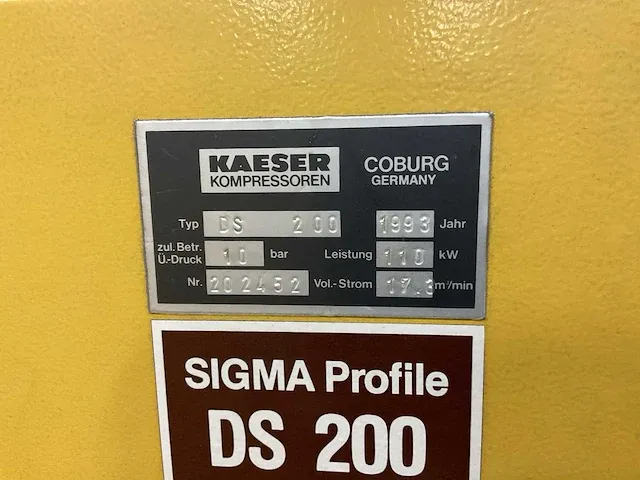 KAESER
KOMPRESSOREN
COBURG
GERMANY
Typ DS 200 1993 Jahr
zul. Betr.
Ü.-Druck 10 bar Leistung 110 kW
Nr. 202452 Vol.-Strom 17.3 m³/min
SIGMA Profile
DS 200